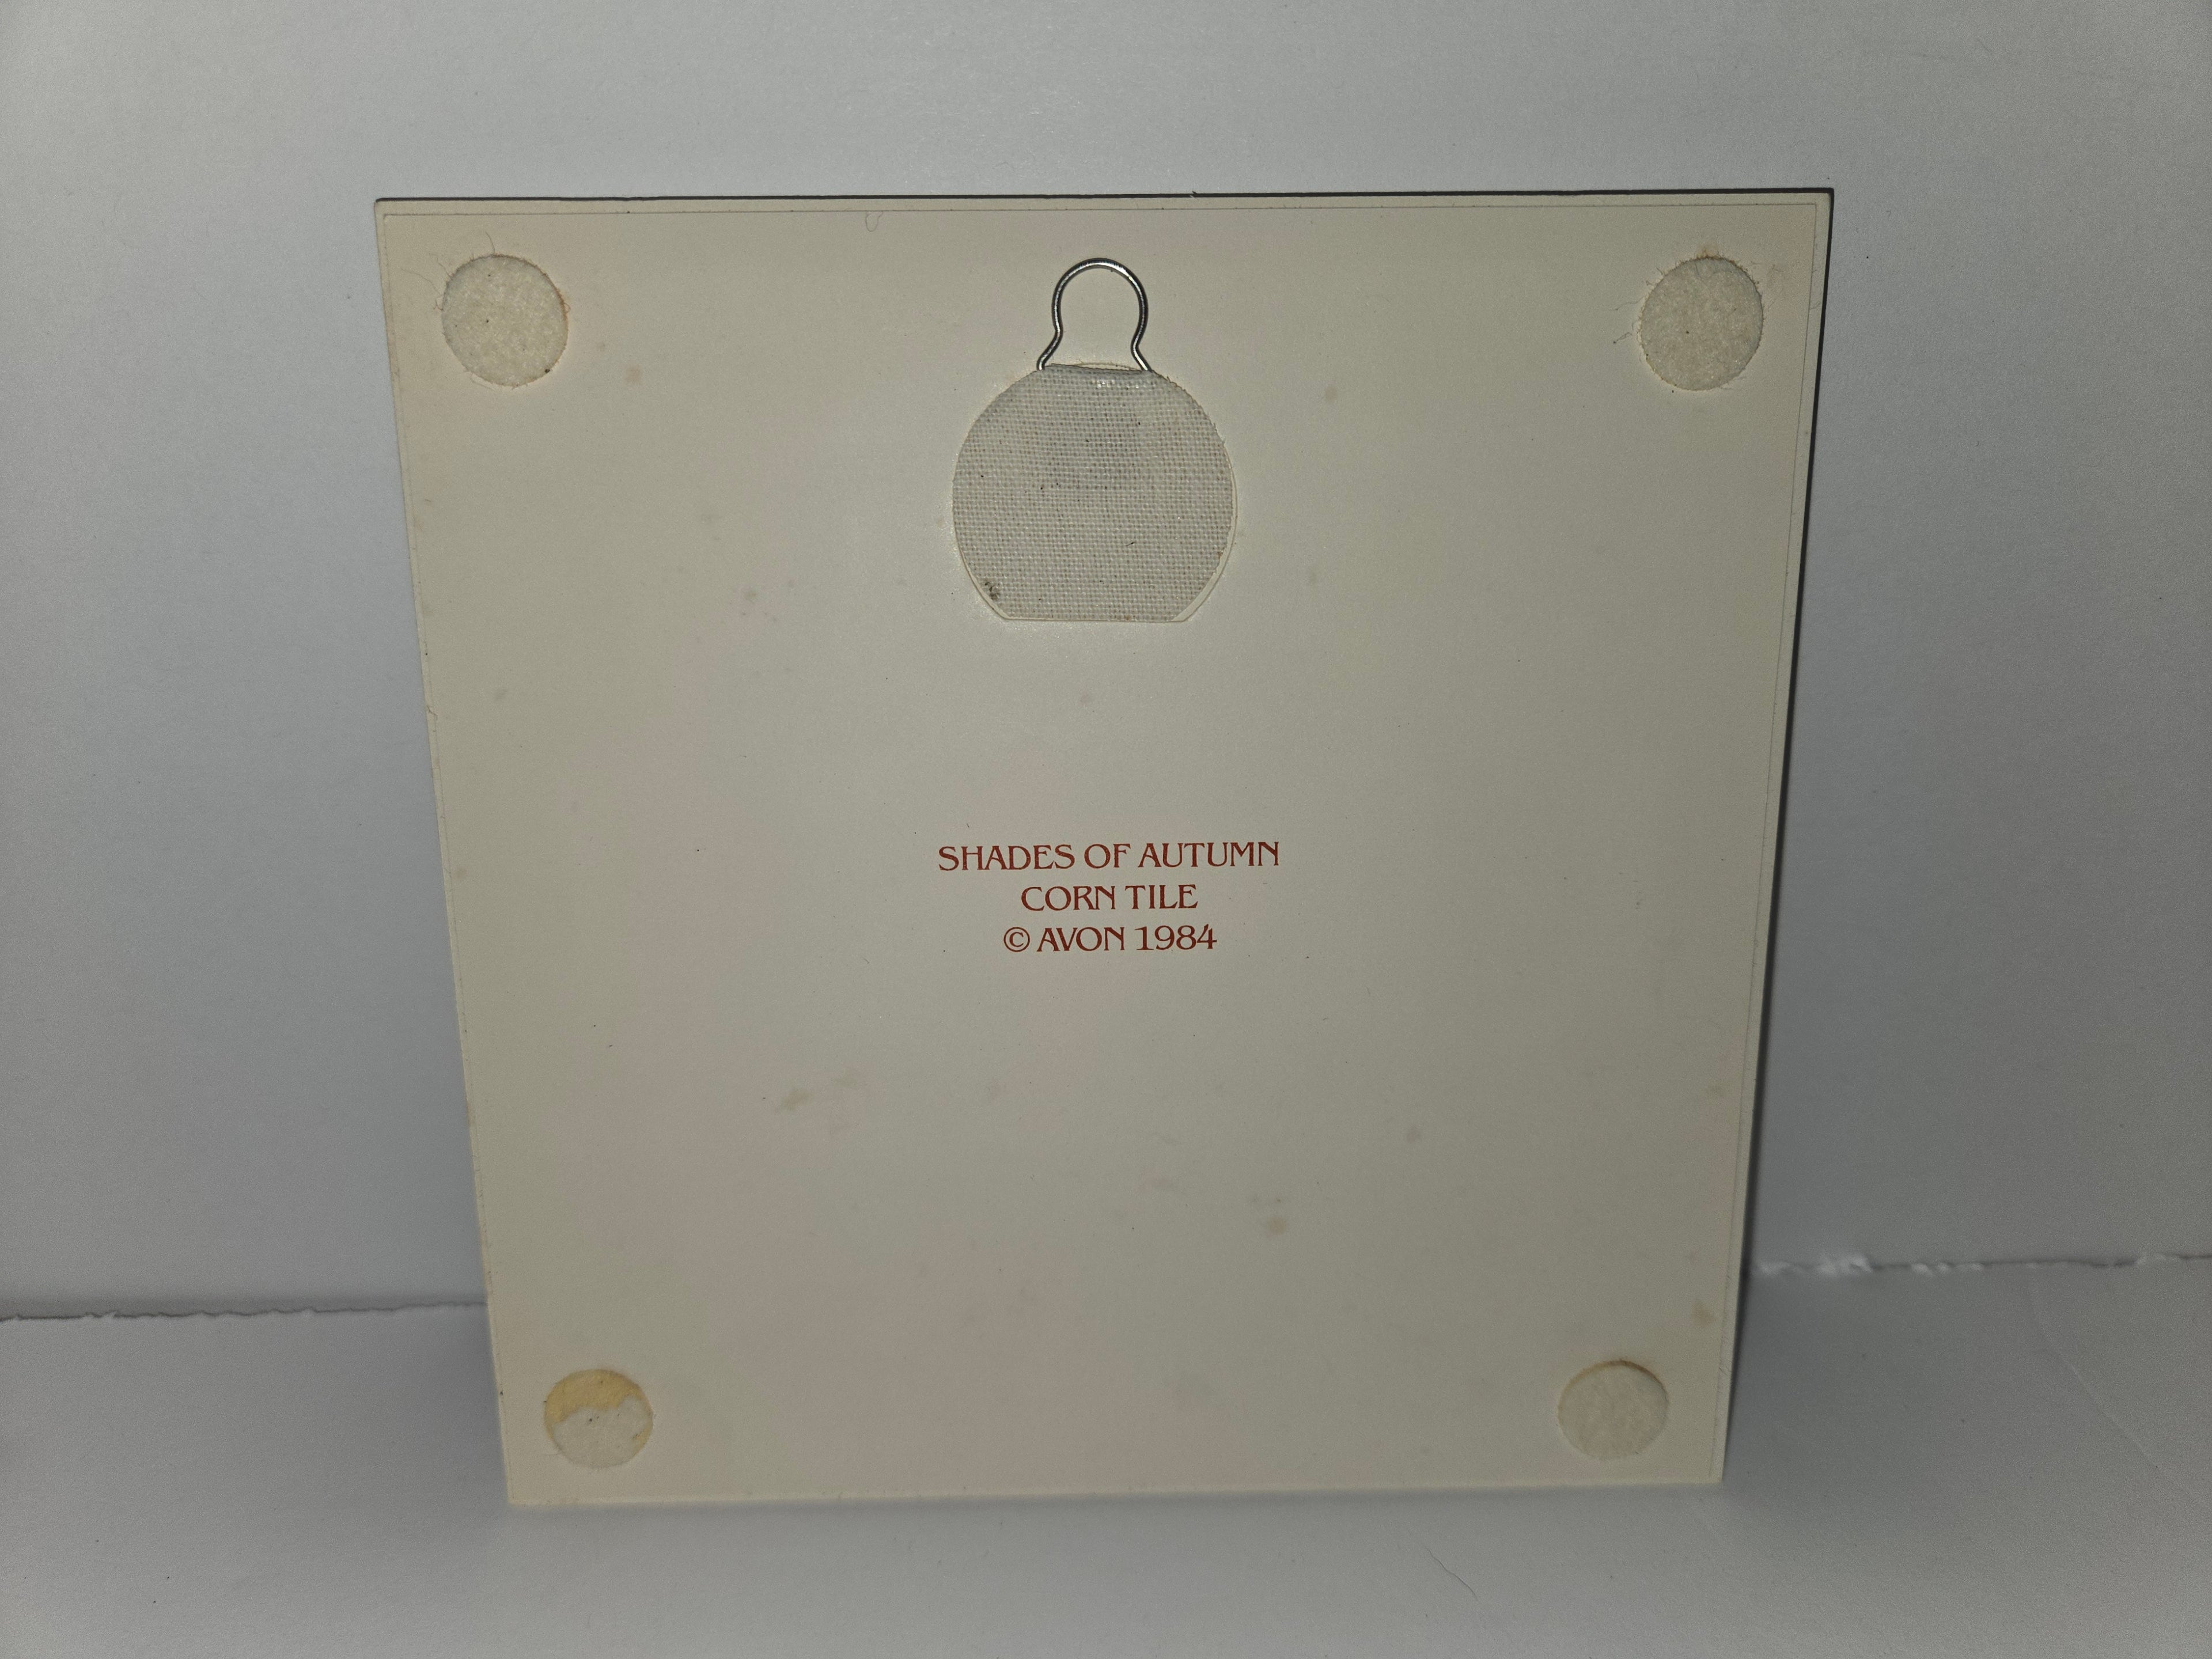 SHADES OF AUTUMN
CORN TILE
© AVON 1984